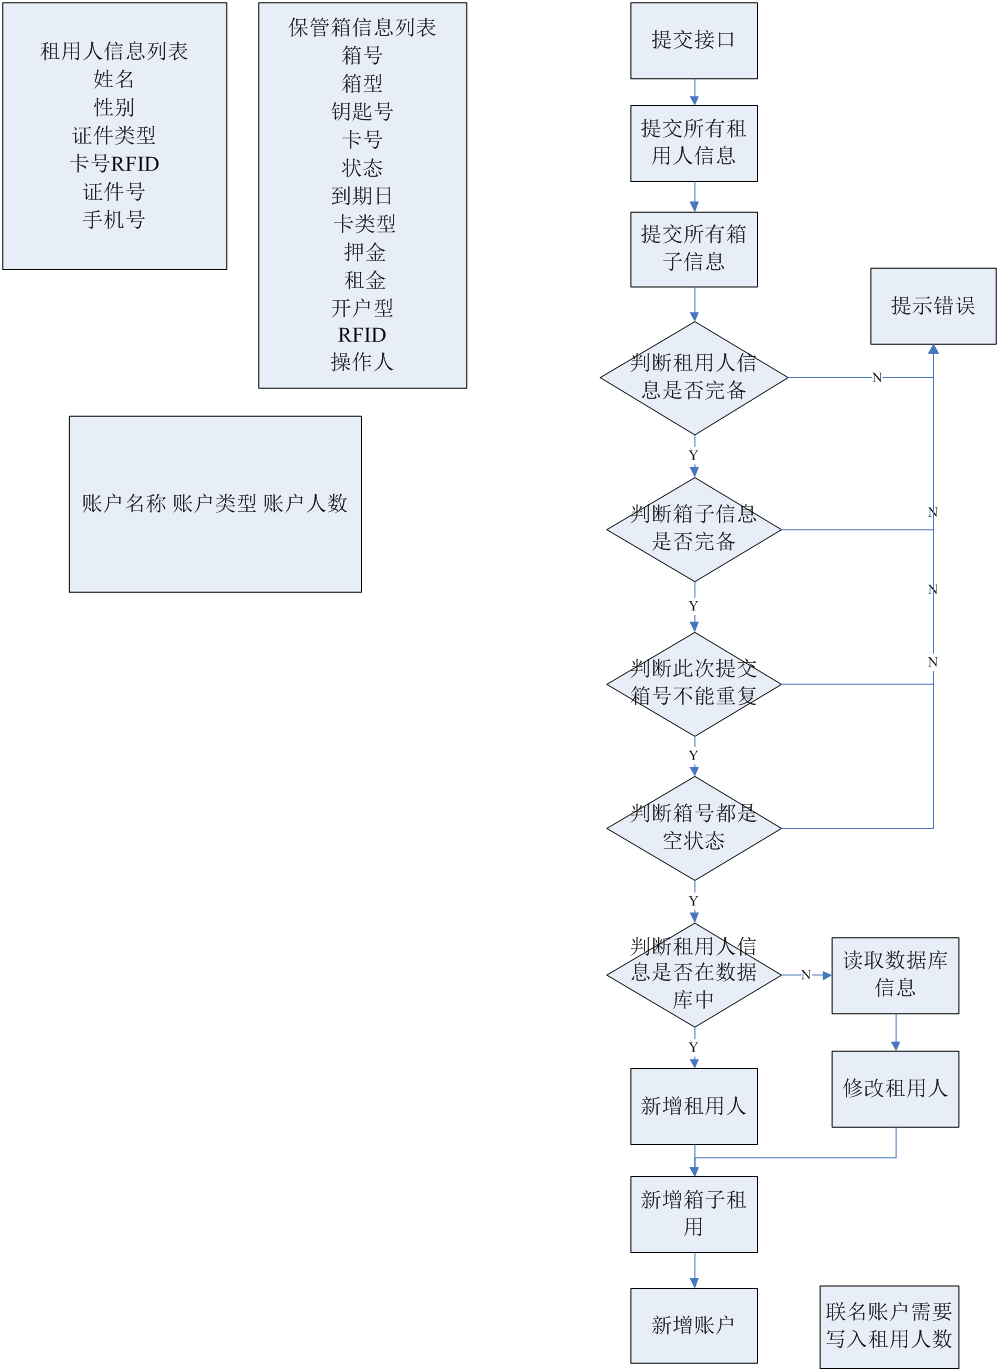 租用人信息列表
姓名
性别
证件类型
卡号RFID
证件号
手机号
保管箱信息列表
箱号
箱型
钥匙号
卡号
状态
到期日
卡类型
押金
租金
开户型
RFID
操作人
账户名称 账户类型 账户人数
提交接口
提交所有租
用人信息
提交所有箱
子信息
提示错误
判断租用人信
息是否完备
N
Y
判断箱子信息
是否完备
N
Y
N
判断此次提交
箱号不能重复
N
Y
判断箱号都是
空状态
Y
判断租用人信
息是否在数据
库中
N
读取数据库
信息
Y
修改租用人
新增租用人
新增箱子租
用
新增账户
联名账户需要
写入租用人数